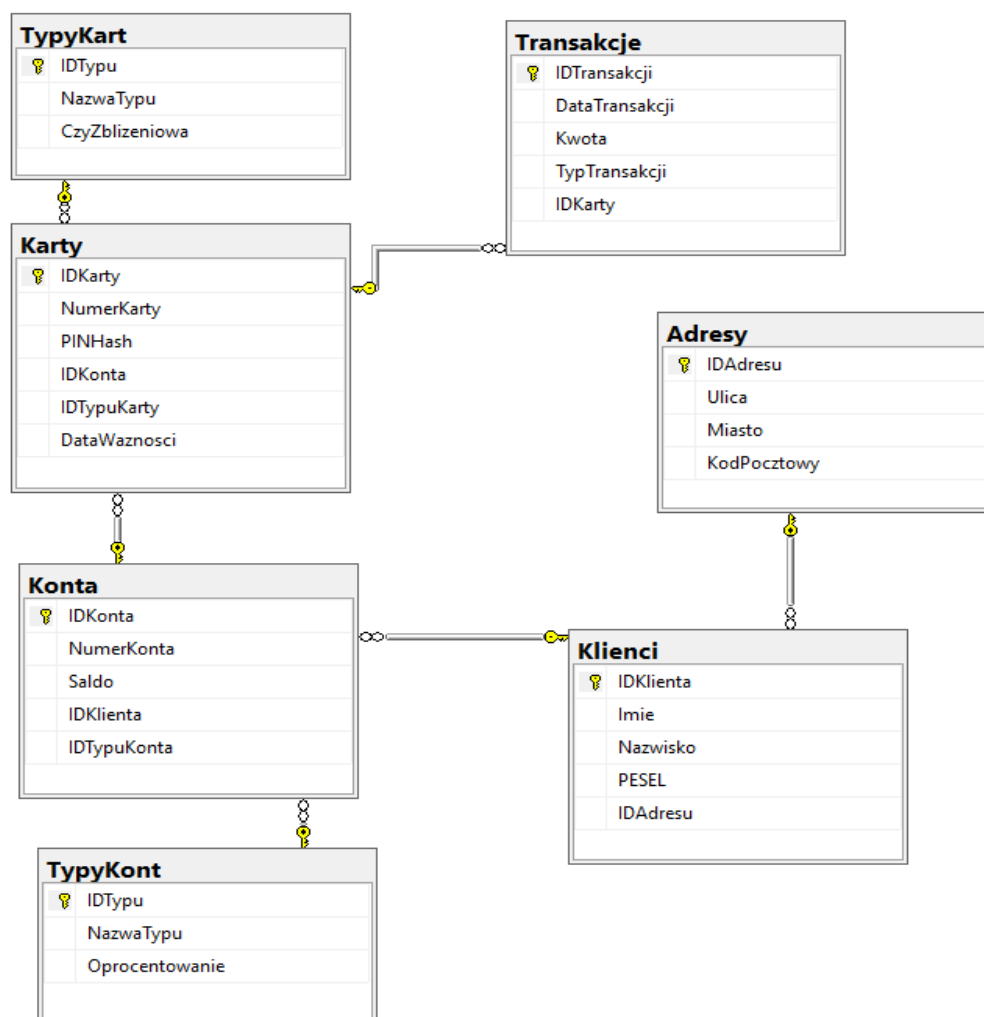 TypyKart
IDTypu
NazwaTypu
CzyZblizeniowa
Transakcje
IDTransakcji
DataTransakcji
Kwota
TypTransakcji
IDKarty
Karty
IDKarty
NumerKarty
PINHash
IDKonta
IDTypuKarty
DataWaznosci
Adresy
IDAdresu
Ulica
Miasto
KodPocztowy
Konta
IDKonta
NumerKonta
Saldo
IDKlienta
IDTypuKonta
Klienci
IDKlienta
Imie
Nazwisko
PESEL
IDAdresu
TypyKont
IDTypu
NazwaTypu
Oprocentowanie